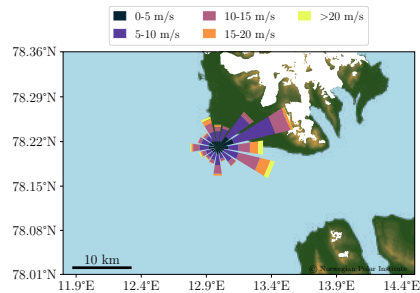 0-5 m/s 10-15 m/s >20 m/s
5-10 m/s 15-20 m/s
78.36°N
78.29°N
78.22°N
78.15°N
78.08°N
78.01°N
10 km
© Norwegian Polar Institute
11.9°E 12.4°E 12.9°E 13.4°E 13.9°E 14.4°E